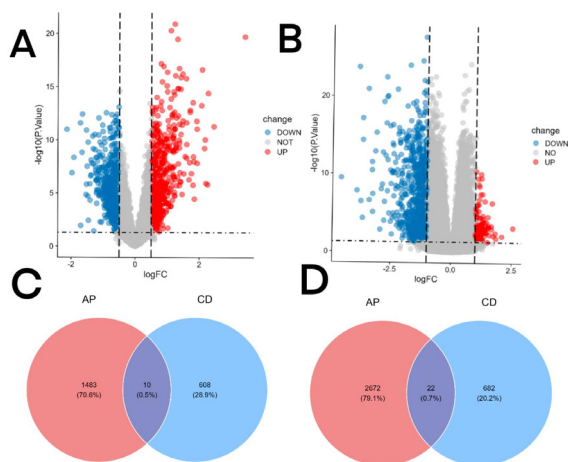 A
20
15
10
5
0
-log10(P.Value)
-2
0
2
logFC
change
DOWN
NOT
UP
B
20
10
0
-log10(P.Value)
-2.5
0.0
2.5
logFC
change
DOWN
NO
UP
C
AP
CD
1483
(70.6%)
10
(0.5%)
608
(28.9%)
D
AP
CD
2672
(79.1%)
22
(0.7%)
682
(20.2%)